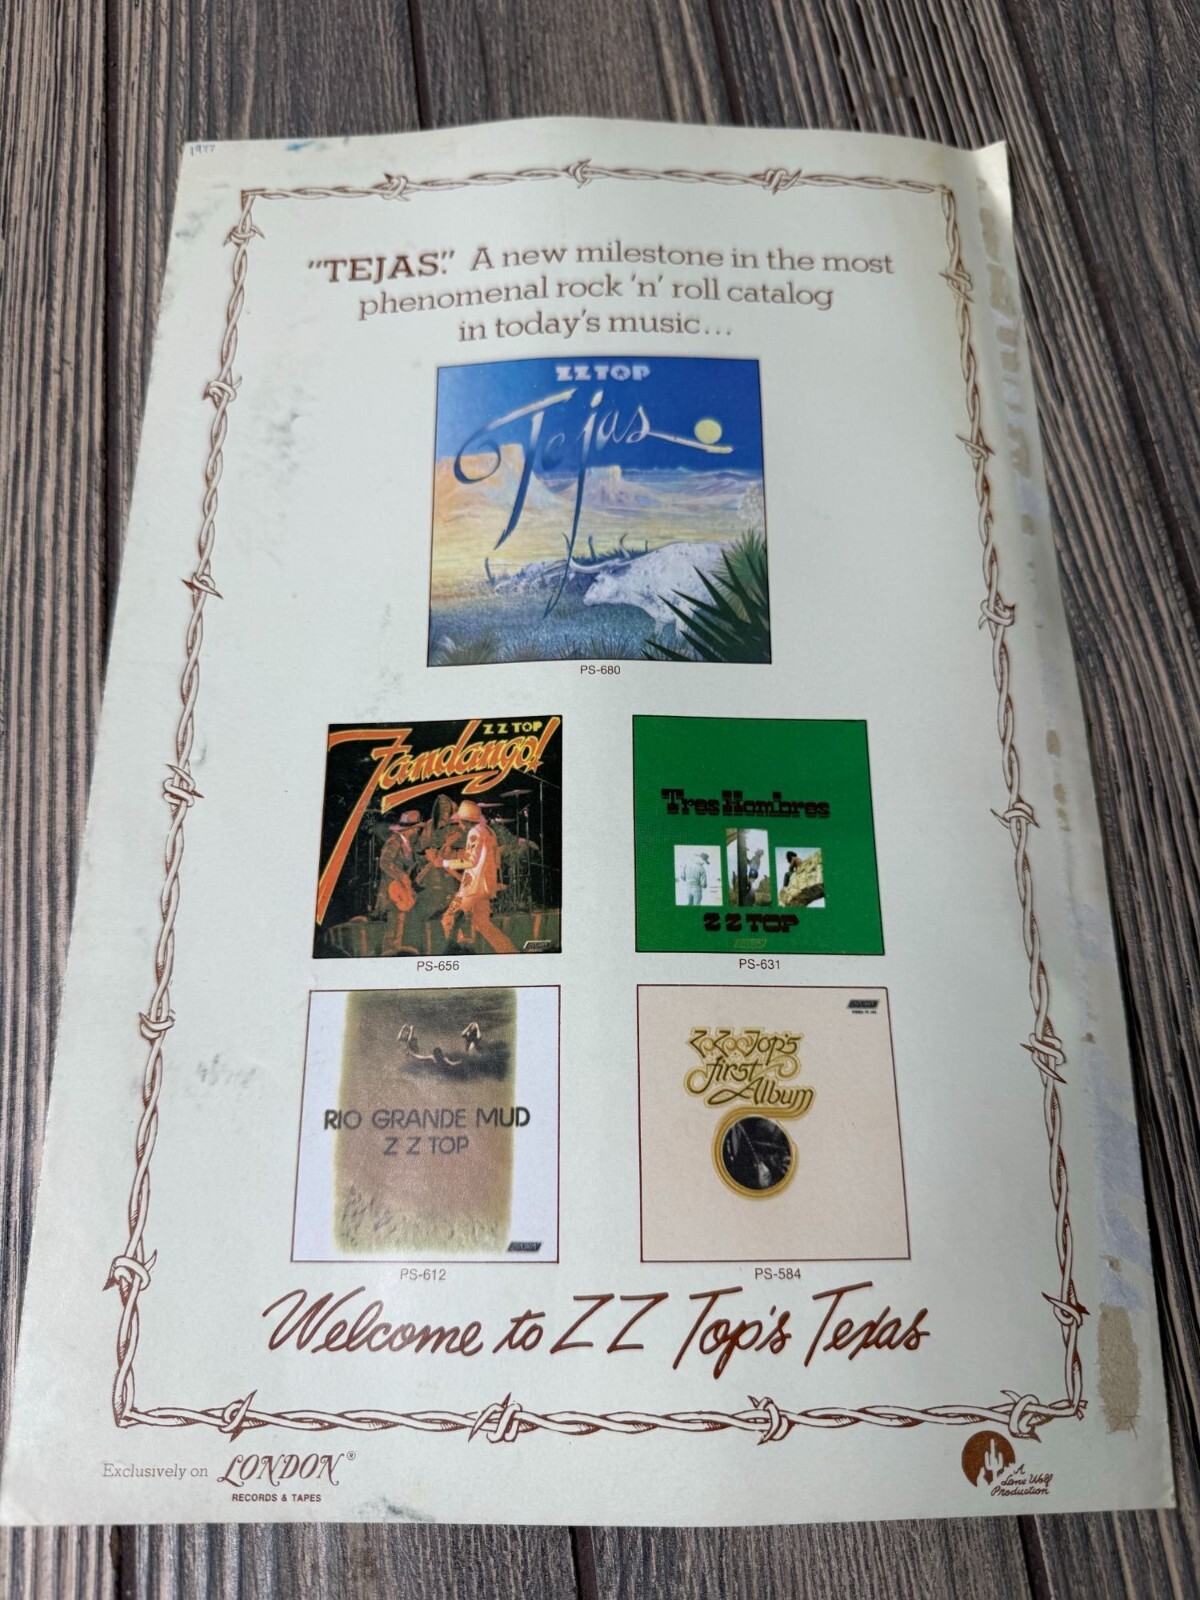 1977
"TEJAS." A new milestone in the most
phenomenal rock 'n' roll catalog
in today's music...
ZZ TOP
Tejas
PS-680
ZZ TOP
Fandango!
PS-656
Tres Hombres
ZZ TOP
PS-631
RIO GRANDE MUD
ZZ TOP
PS-612
ZZ Top's
first
Album
PS-584
Welcome to ZZ Top's Texas
Exclusively on LONDON®
RECORDS & TAPES
A
Lone Wolf
Production